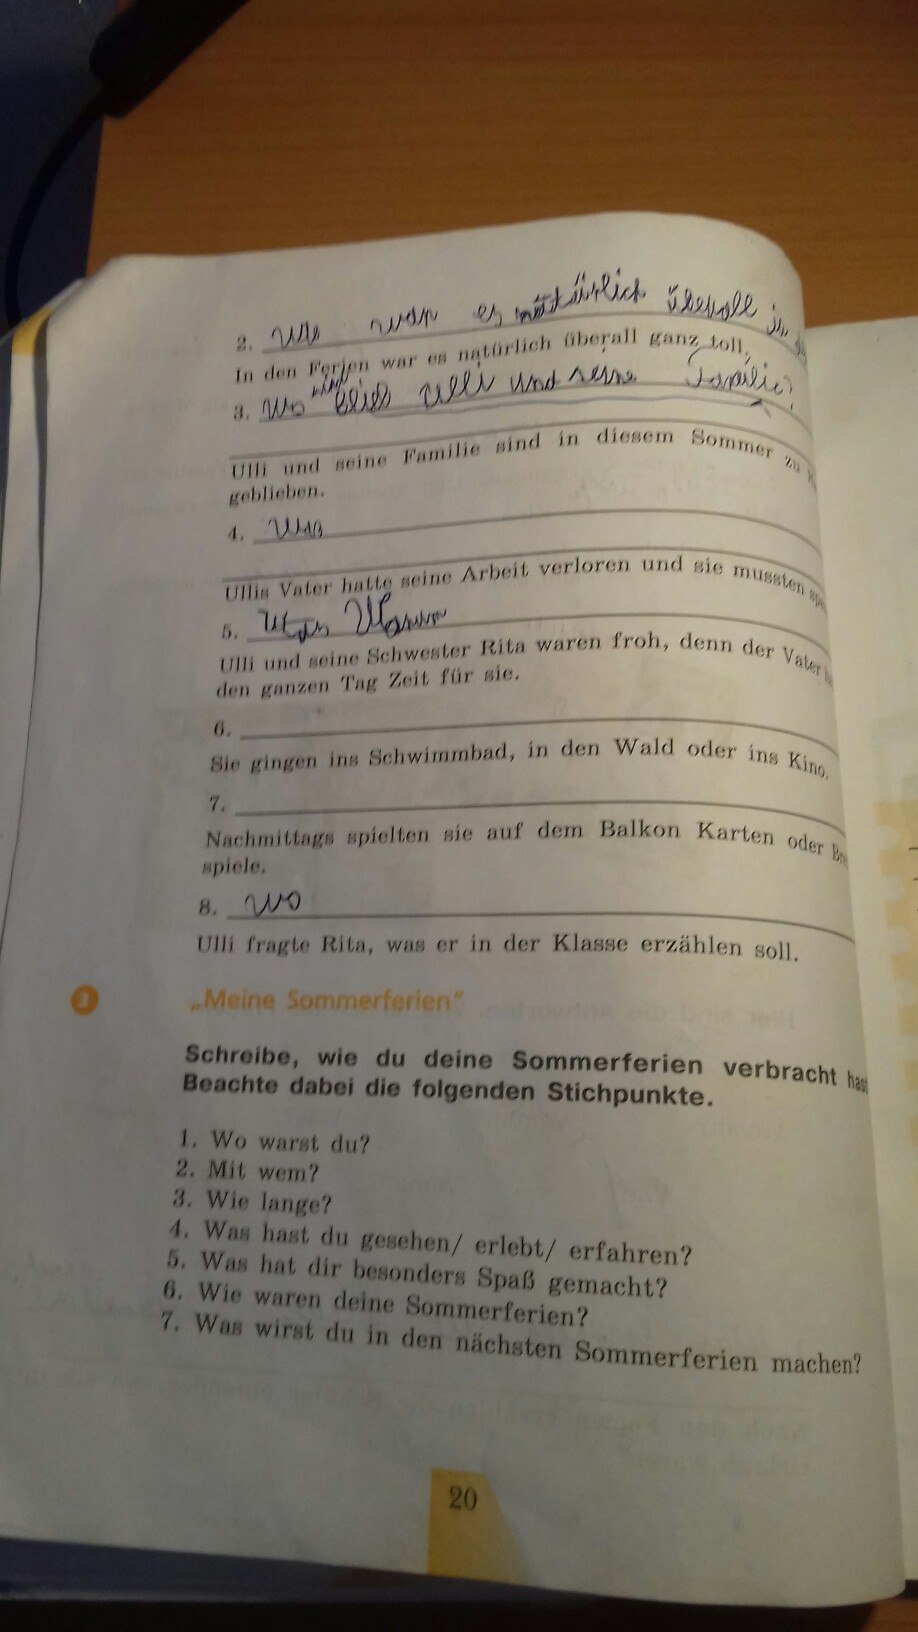 2. Wo war es natürlich überall in
In den Ferien war es natürlich überall ganz toll.
3. Wo sind blieb Ulli und seine Familie?
Ulli und seine Familie sind in diesem Sommer zu
geblieben.
4. Was
Ullis Vater hatte seine Arbeit verloren und sie mussten
5. Warum
Ulli und seine Schwester Rita waren froh, denn der Vater
den ganzen Tag Zeit für sie.
6.
Sie gingen ins Schwimmbad, in den Wald oder ins Kino.
7.
Nachmittags spielten sie auf dem Balkon Karten oder
spiele.
8. Wo
Ulli fragte Rita, was er in der Klasse erzählen soll.
3 „Meine Sommerferien“
Schreibe, wie du deine Sommerferien verbracht hast
Beachte dabei die folgenden Stichpunkte.
1. Wo warst du?
2. Mit wem?
3. Wie lange?
4. Was hast du gesehen/ erlebt/ erfahren?
5. Was hat dir besonders Spaß gemacht?
6. Wie waren deine Sommerferien?
7. Was wirst du in den nächsten Sommerferien machen?
20